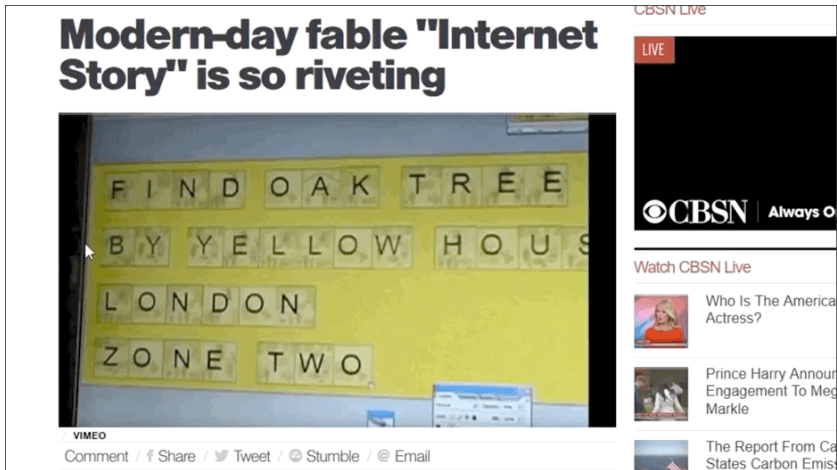 CBSN Live
Modern-day fable "Internet
Story" is so riveting
LIVE
FIND OAK TREE
BY YELLOW HOUS
LONDON
ZONE TWO
CBSN Always O
Watch CBSN Live
Who Is The America
Actress?
Prince Harry Announ
Engagement To Meg
Markle
The Report From Ca
States Carbon Emis
VIMEO
Comment / Share / Tweet / Stumble / @ Email